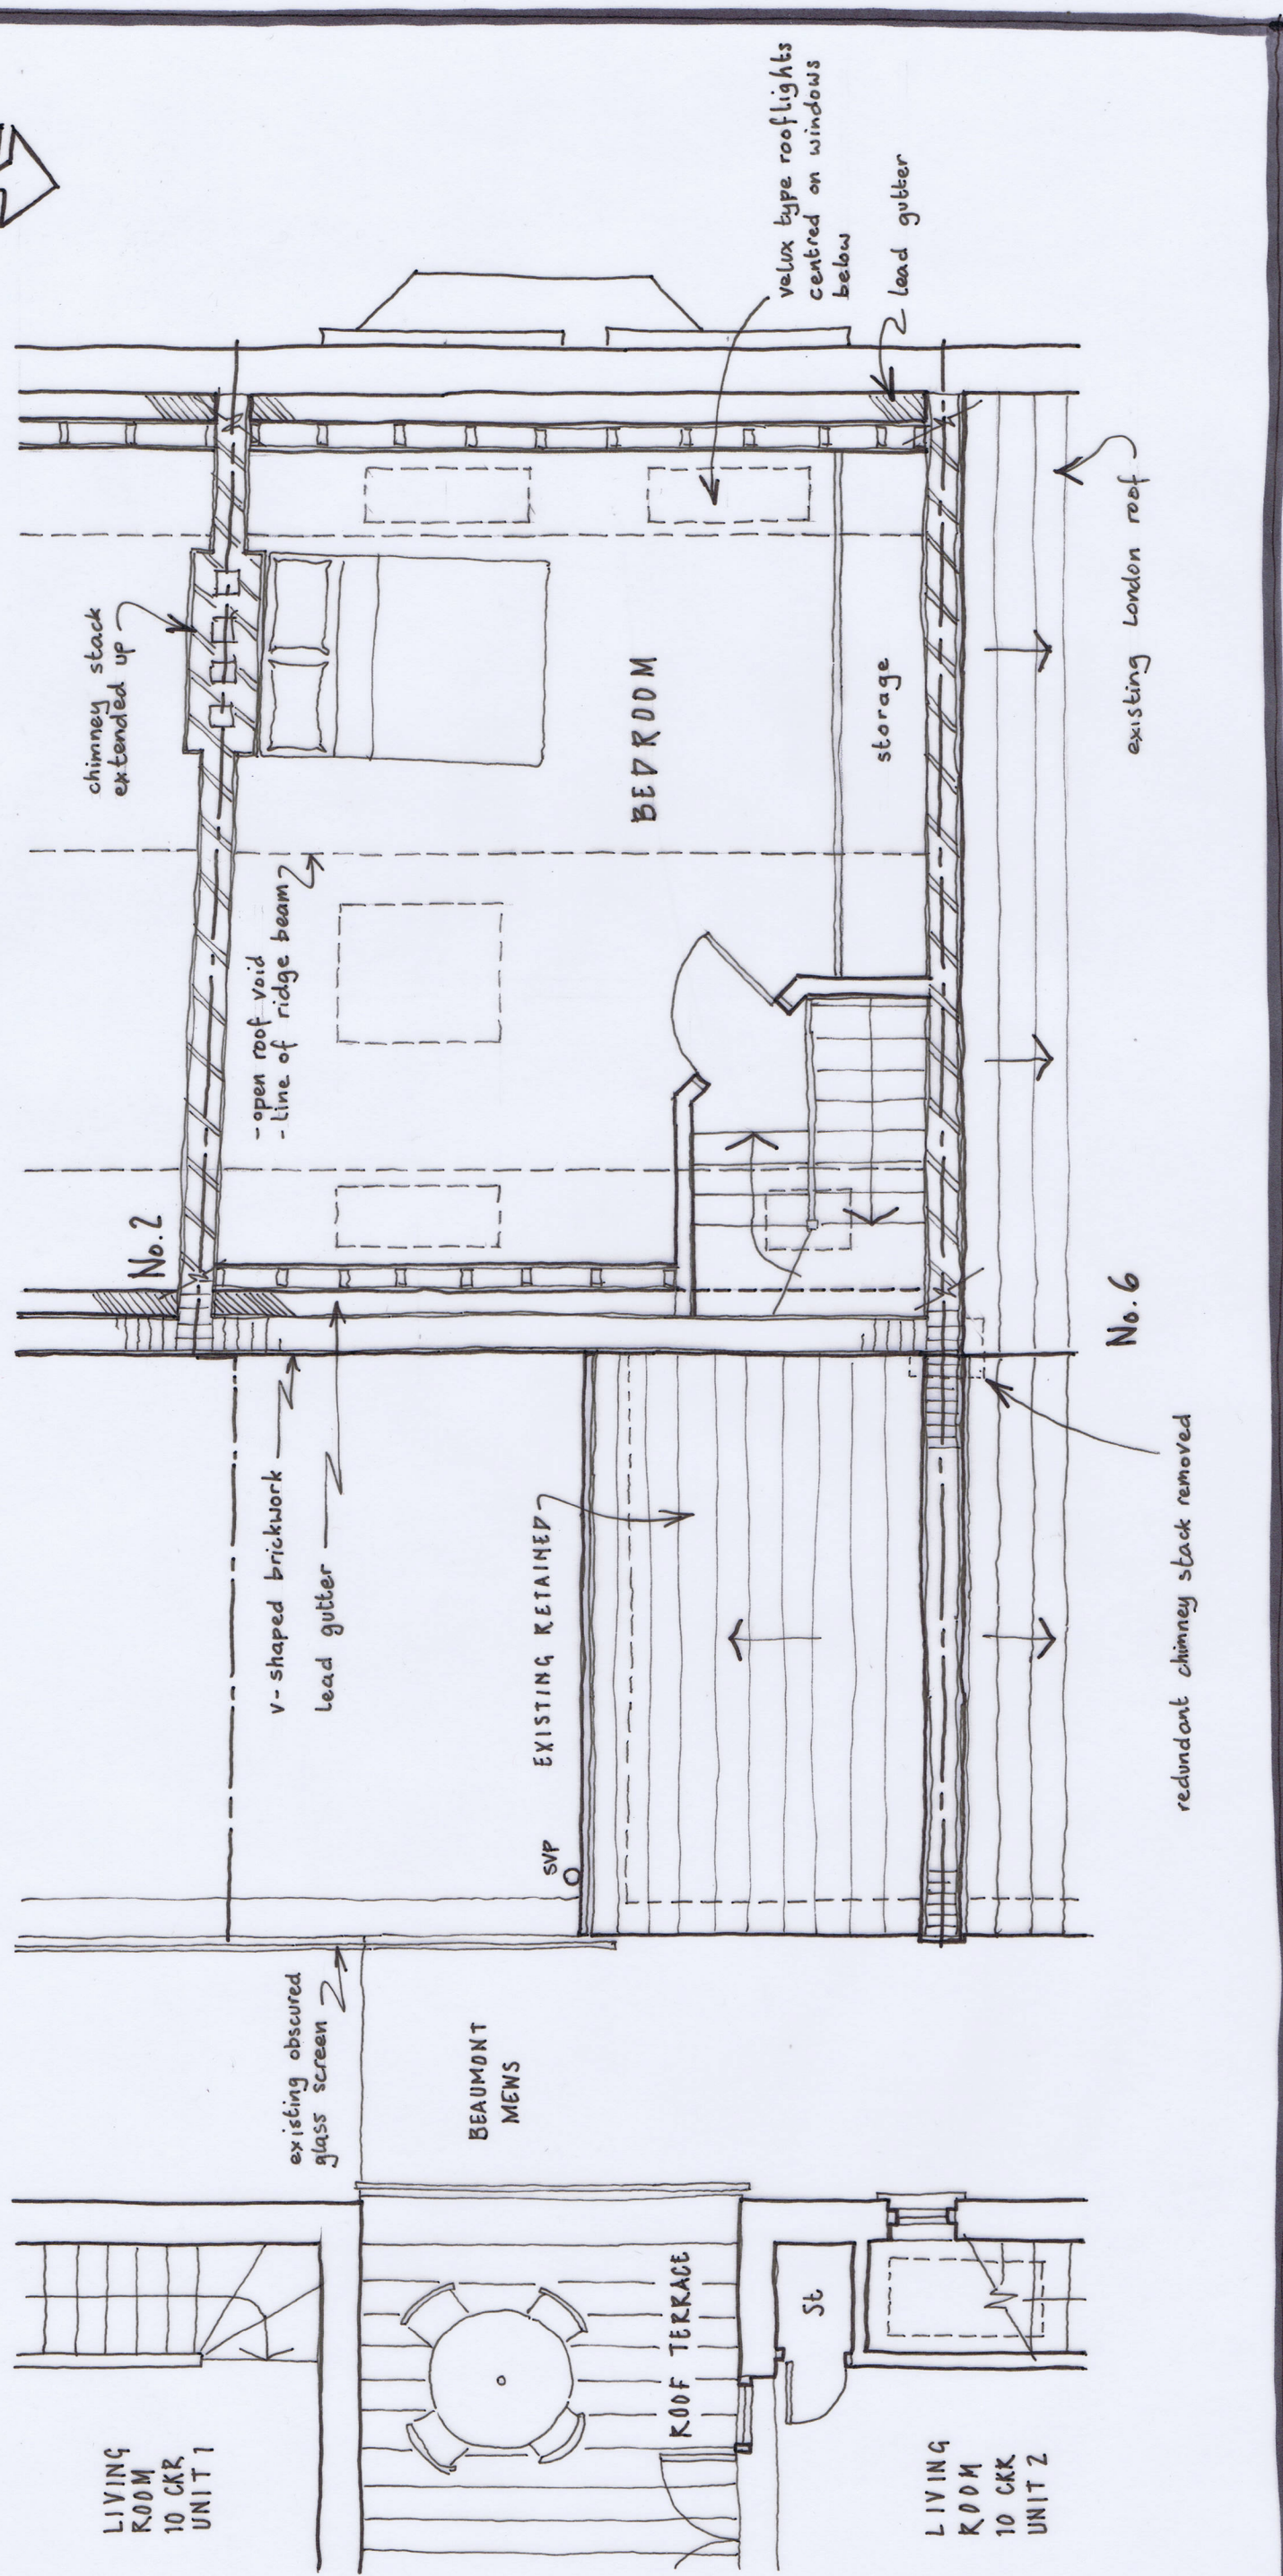 velux type rooflights
centred on windows
below
lead gutter
chimney stack
extended up
BEDROOM
storage
existing London roof
- open roof void
- line of ridge beam
No. 2
No. 6
v-shaped brickwork
lead gutter
EXISTING RETAINED
redundant chimney stack removed
SVP
existing obscured
glass screen
BEAUMONT
MEWS
ROOF TERRACE
St
LIVING
ROOM
10 CKR
UNIT 1
LIVING
ROOM
10 CKR
UNIT 2